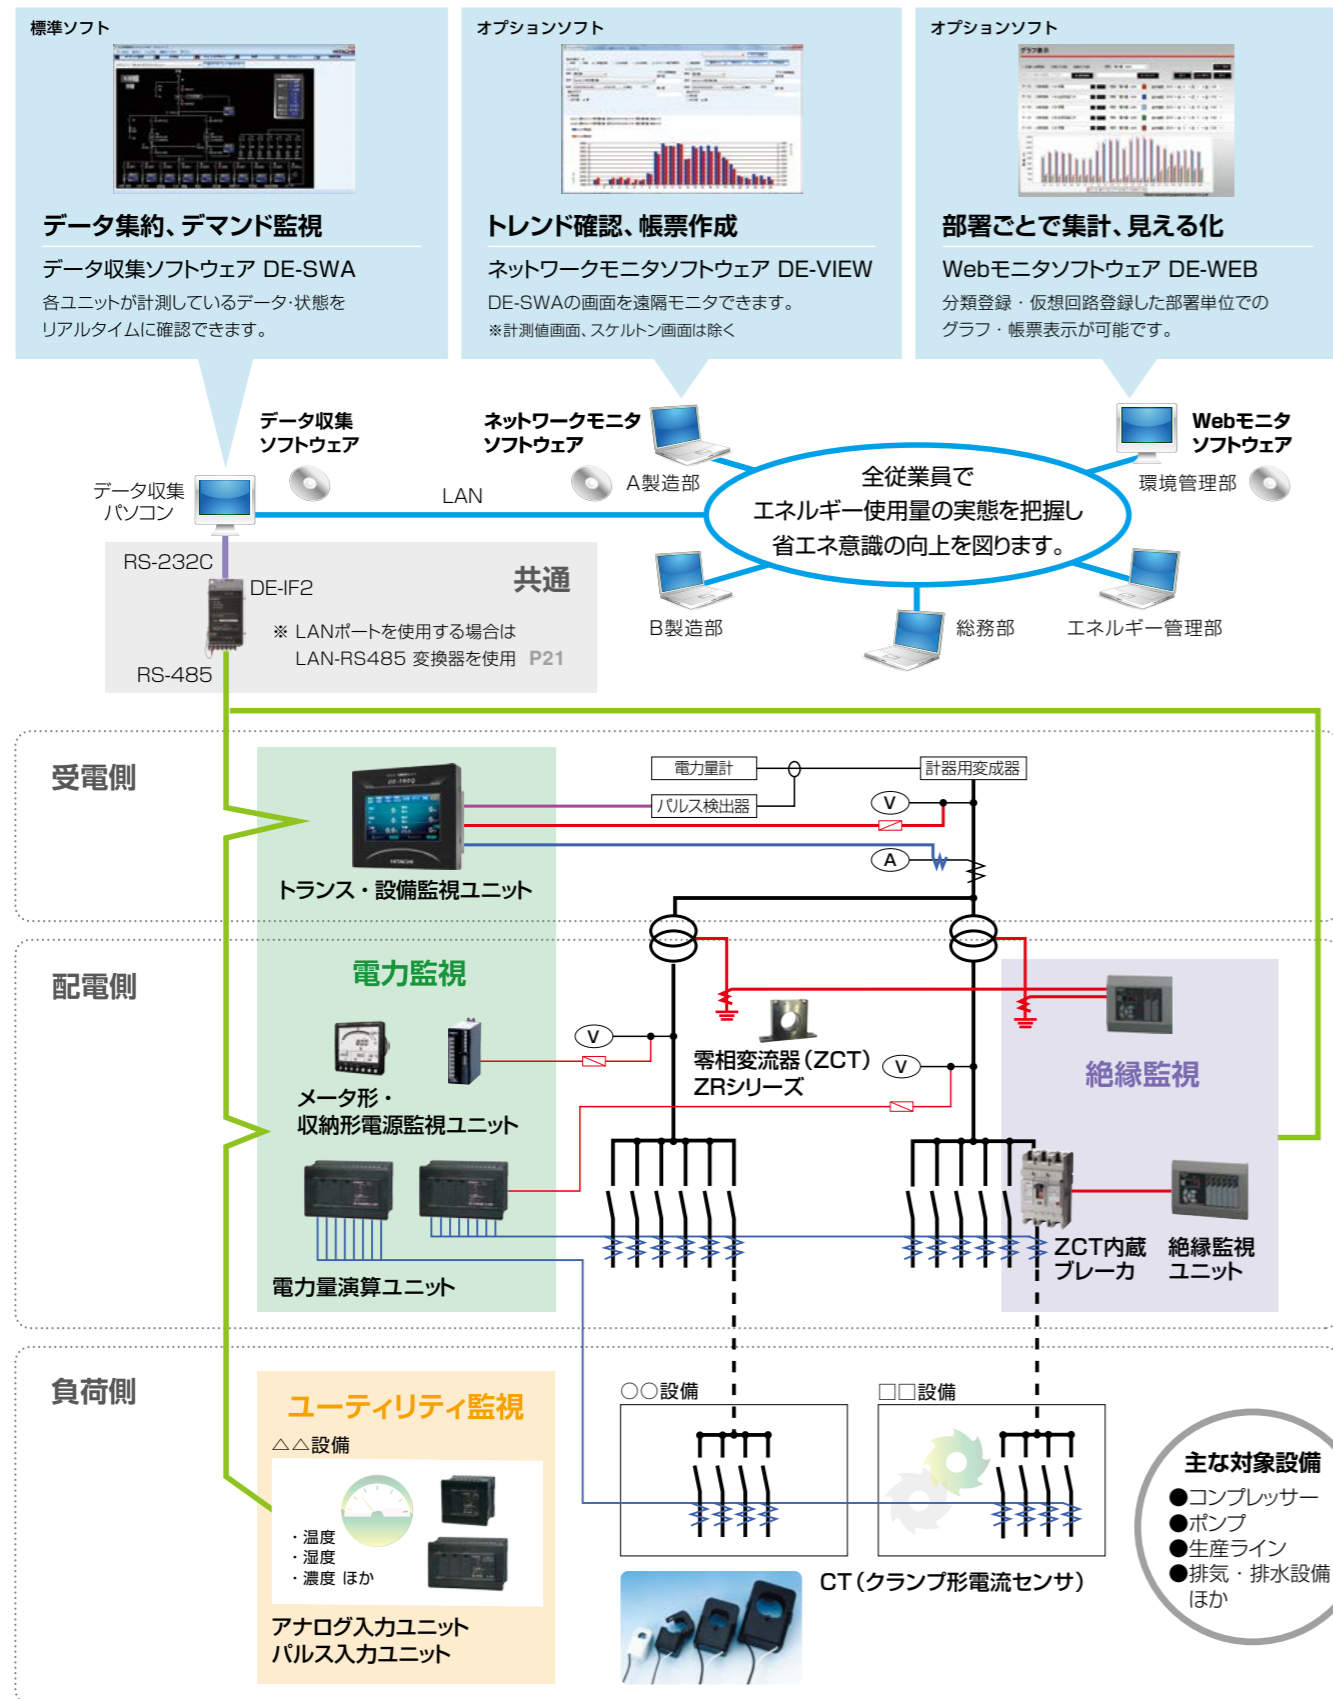 標準ソフト
データ集約、デマンド監視
データ収集ソフトウェア DE-SWA
各ユニットが計測しているデータ・状態を
リアルタイムに確認できます。
オプションソフト
トレンド確認、帳票作成
ネットワークモニタソフトウェア DE-VIEW
DE-SWAの画面を遠隔モニタできます。
※計測値画面、スケルトン画面は除く
オプションソフト
グラフ表示
部署ごとで集計、見える化
Webモニタソフトウェア DE-WEB
分類登録・仮想回路登録した部署単位での
グラフ・帳票表示が可能です。
データ収集
ソフトウェア
ネットワークモニタ
ソフトウェア
Webモニタ
ソフトウェア
データ収集
パソコン
LAN
A製造部
環境管理部
全従業員で
エネルギー使用量の実態を把握し
省エネ意識の向上を図ります。
B製造部
総務部
エネルギー管理部
RS-232C
DE-IF2
共通
※ LANポートを使用する場合は
LAN-RS485 変換器を使用 P21
RS-485
受電側
DE-TREQ
HITACHI
トランス・設備監視ユニット
電力量計
計器用変成器
パルス検出器
V
A
配電側
電力監視
メータ形・
収納形電源監視ユニット
V
零相変流器（ZCT）
ZRシリーズ
V
絶縁監視
電力量演算ユニット
ZCT内蔵
ブレーカ
絶縁監視
ユニット
負荷側
ユーティリティ監視
△△設備
・温度
・湿度
・濃度 ほか
アナログ入力ユニット
パルス入力ユニット
○○設備
□□設備
CT（クランプ形電流センサ）
主な対象設備
●コンプレッサー
●ポンプ
●生産ライン
●排気・排水設備
ほか